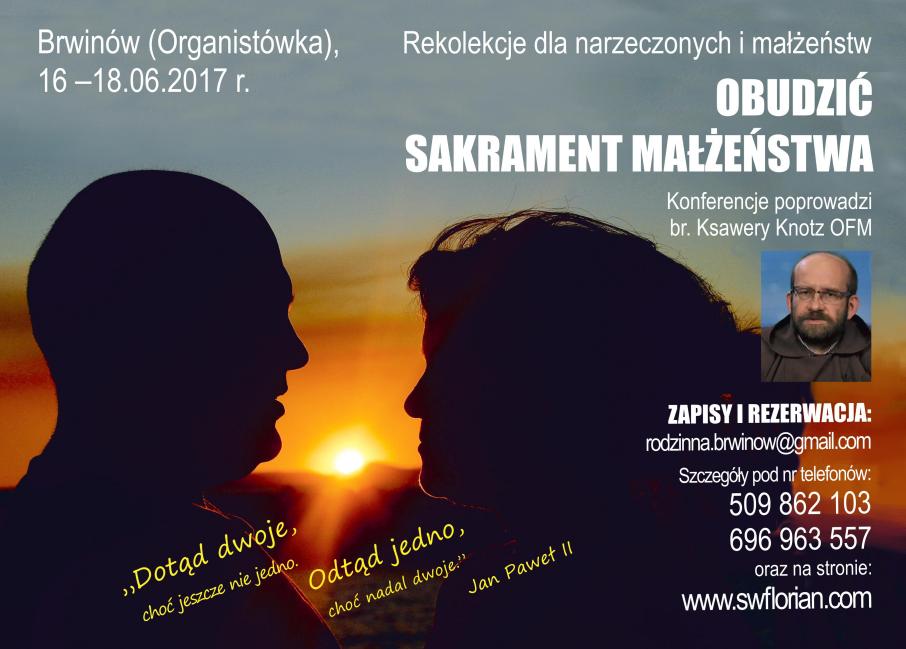 Brwinów (Organistówka),
16 –18.06.2017 r.
Rekolekcje dla narzeczonych i małżeństw
OBUDZIĆ
SAKRAMENT MAŁŻEŃSTWA
Konferencje poprowadzi
br. Ksawery Knotz OFM
ZAPISY I REZERWACJA:
rodzinna.brwinow@gmail.com
Szczegóły pod nr telefonów:
509 862 103
696 963 557
oraz na stronie:
www.swflorian.com
„Dotąd dwoje,
choć jeszcze nie jedno.
Odtąd jedno,
choć nadal dwoje.”
Jan Paweł II